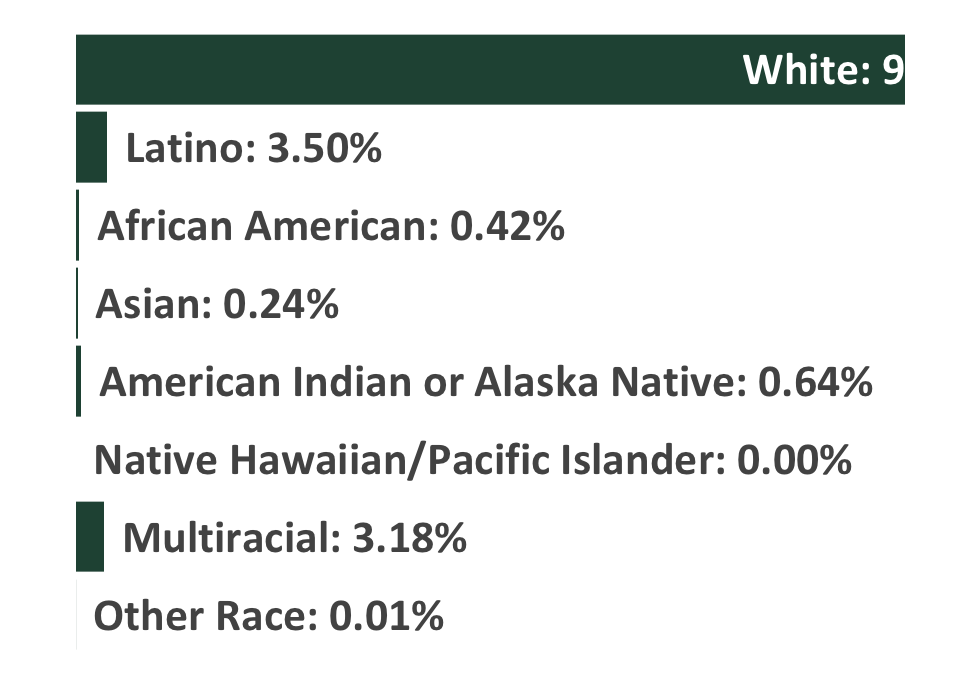 White: 9
Latino: 3.50%
African American: 0.42%
Asian: 0.24%
American Indian or Alaska Native: 0.64%
Native Hawaiian/Pacific Islander: 0.00%
Multiracial: 3.18%
Other Race: 0.01%